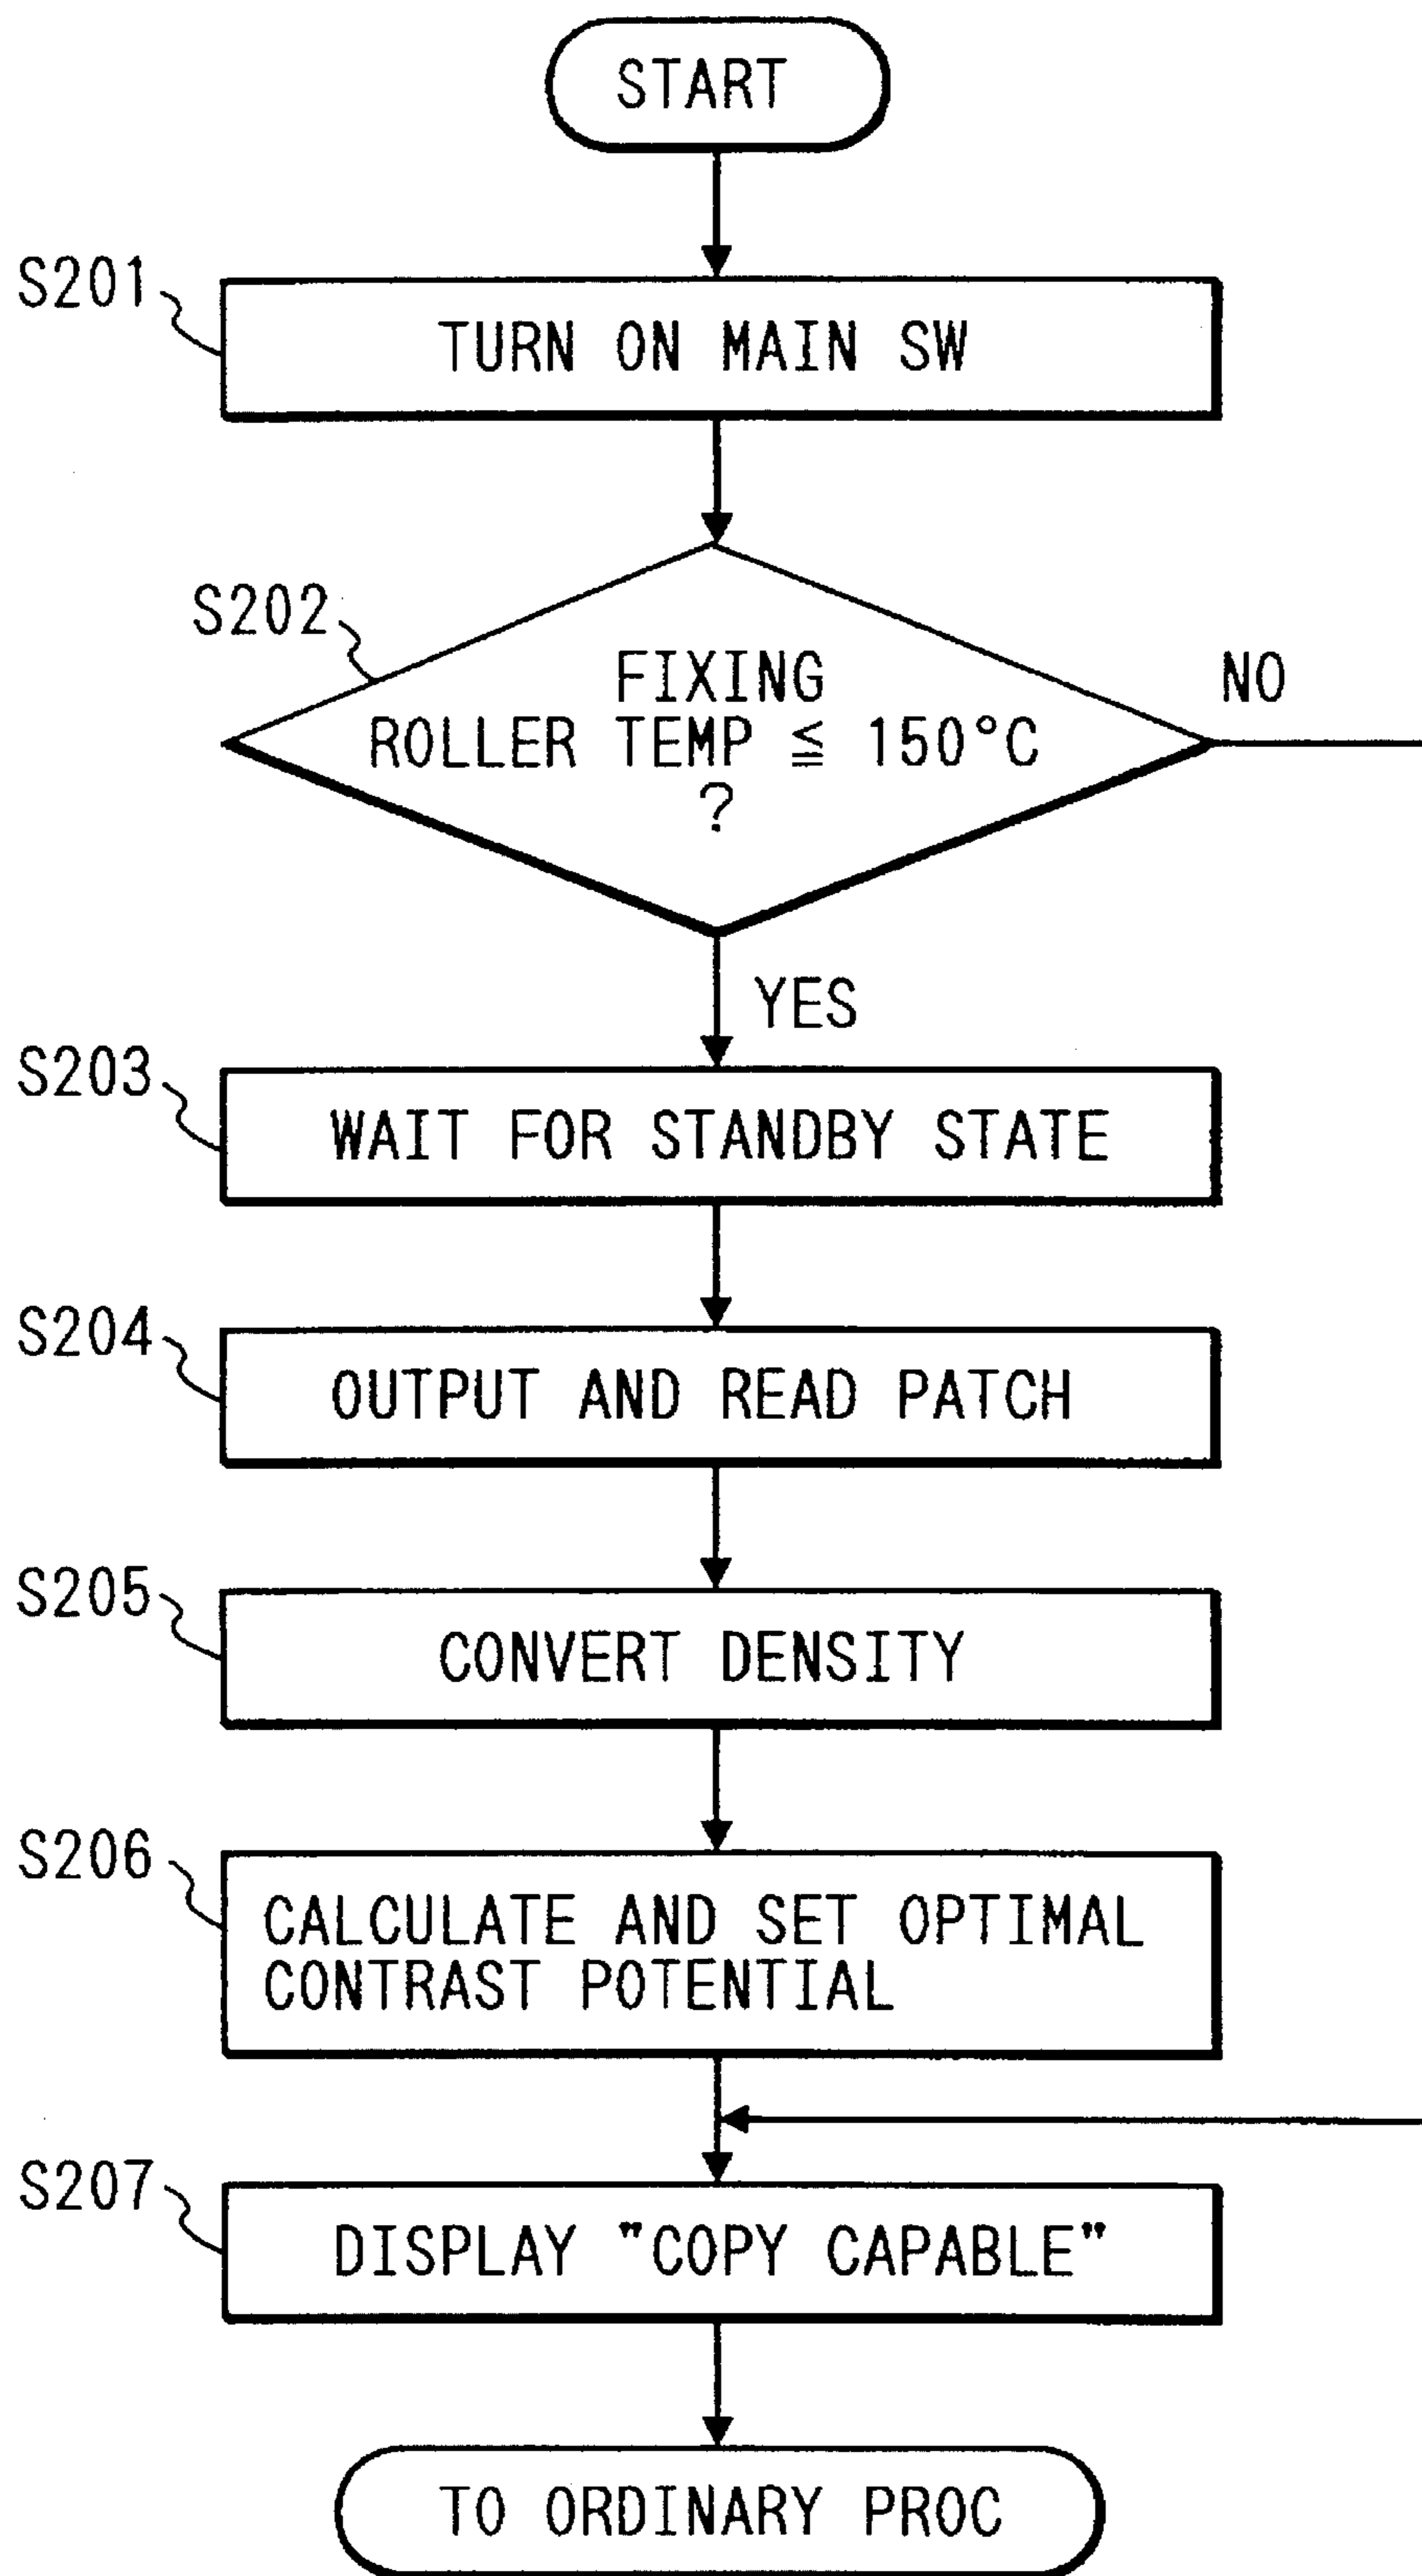 START
S201
TURN ON MAIN SW
S202
FIXING
ROLLER TEMP ≦ 150°C
?
NO
YES
S203
WAIT FOR STANDBY STATE
S204
OUTPUT AND READ PATCH
S205
CONVERT DENSITY
S206
CALCULATE AND SET OPTIMAL
CONTRAST POTENTIAL
S207
DISPLAY "COPY CAPABLE"
TO ORDINARY PROC